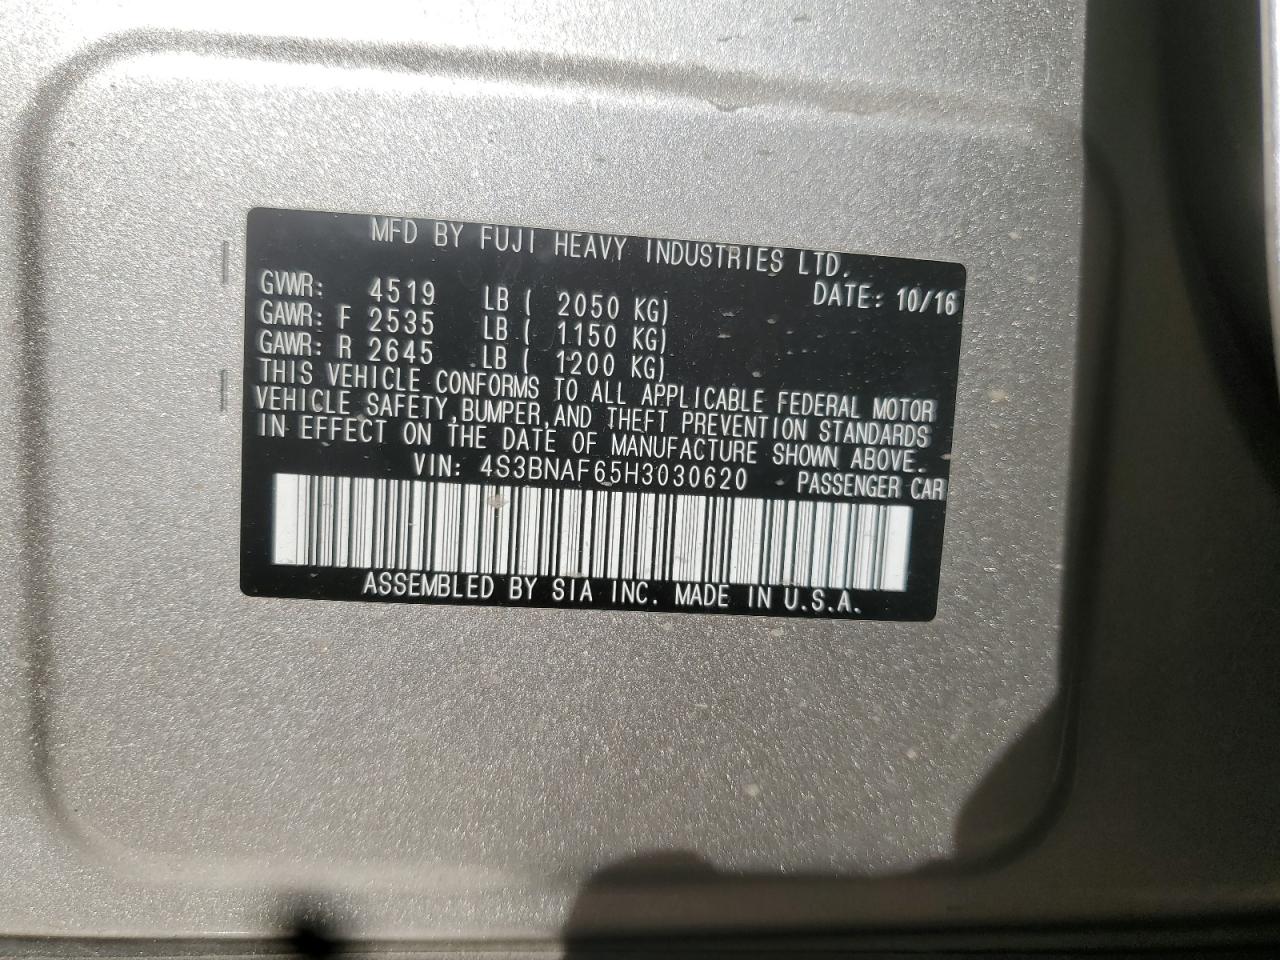 MFD BY FUJI HEAVY INDUSTRIES LTD.
DATE: 10/16
GVWR: 4519 LB ( 2050 KG)
GAWR: F 2535 LB ( 1150 KG)
GAWR: R 2645 LB ( 1200 KG)
THIS VEHICLE CONFORMS TO ALL APPLICABLE FEDERAL MOTOR
VEHICLE SAFETY,BUMPER,AND THEFT PREVENTION STANDARDS
IN EFFECT ON THE DATE OF MANUFACTURE SHOWN ABOVE.
VIN: 4S3BNAF65H3030620 PASSENGER CAR
ASSEMBLED BY SIA INC. MADE IN U.S.A.